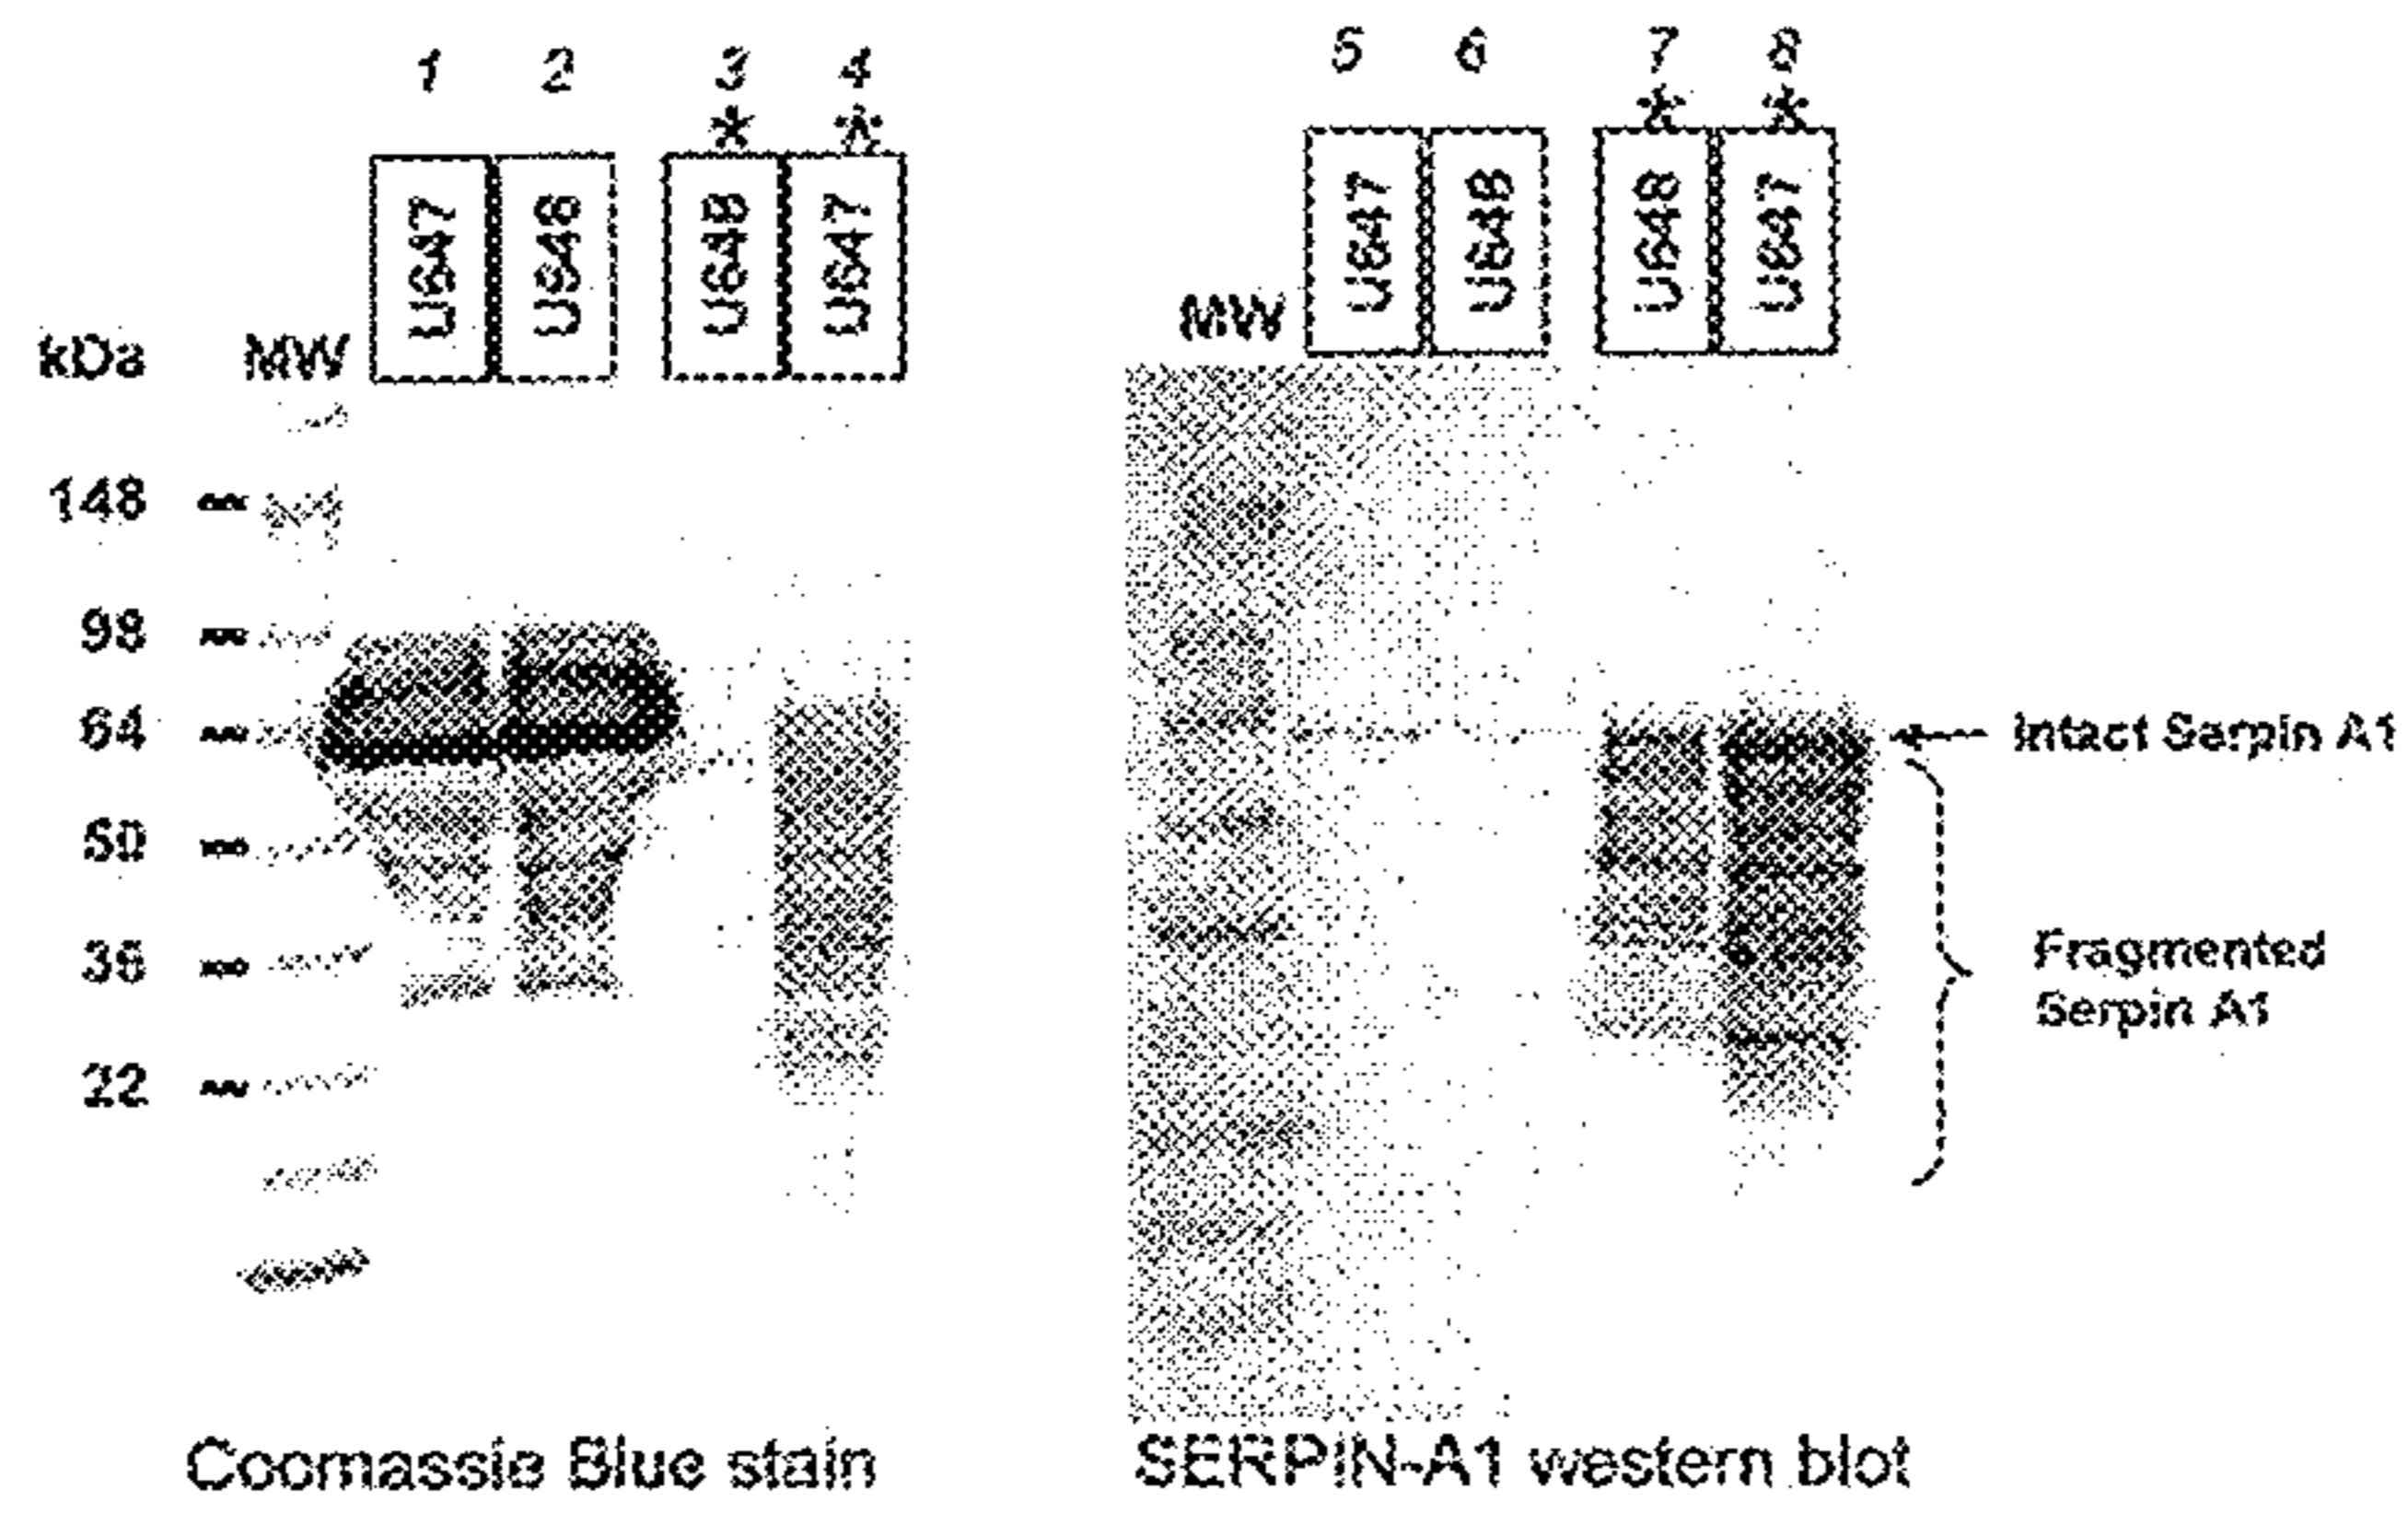 1 2 3 4
* *
U647 U648 U648 U647
kDa MW
148
98
64
50
36
22
Coomassie Blue stain
5 6 7 8
* *
U647 U648 U648 U647
MW
Intact Serpin A1
Fragmented
Serpin A1
SERPIN-A1 western blot